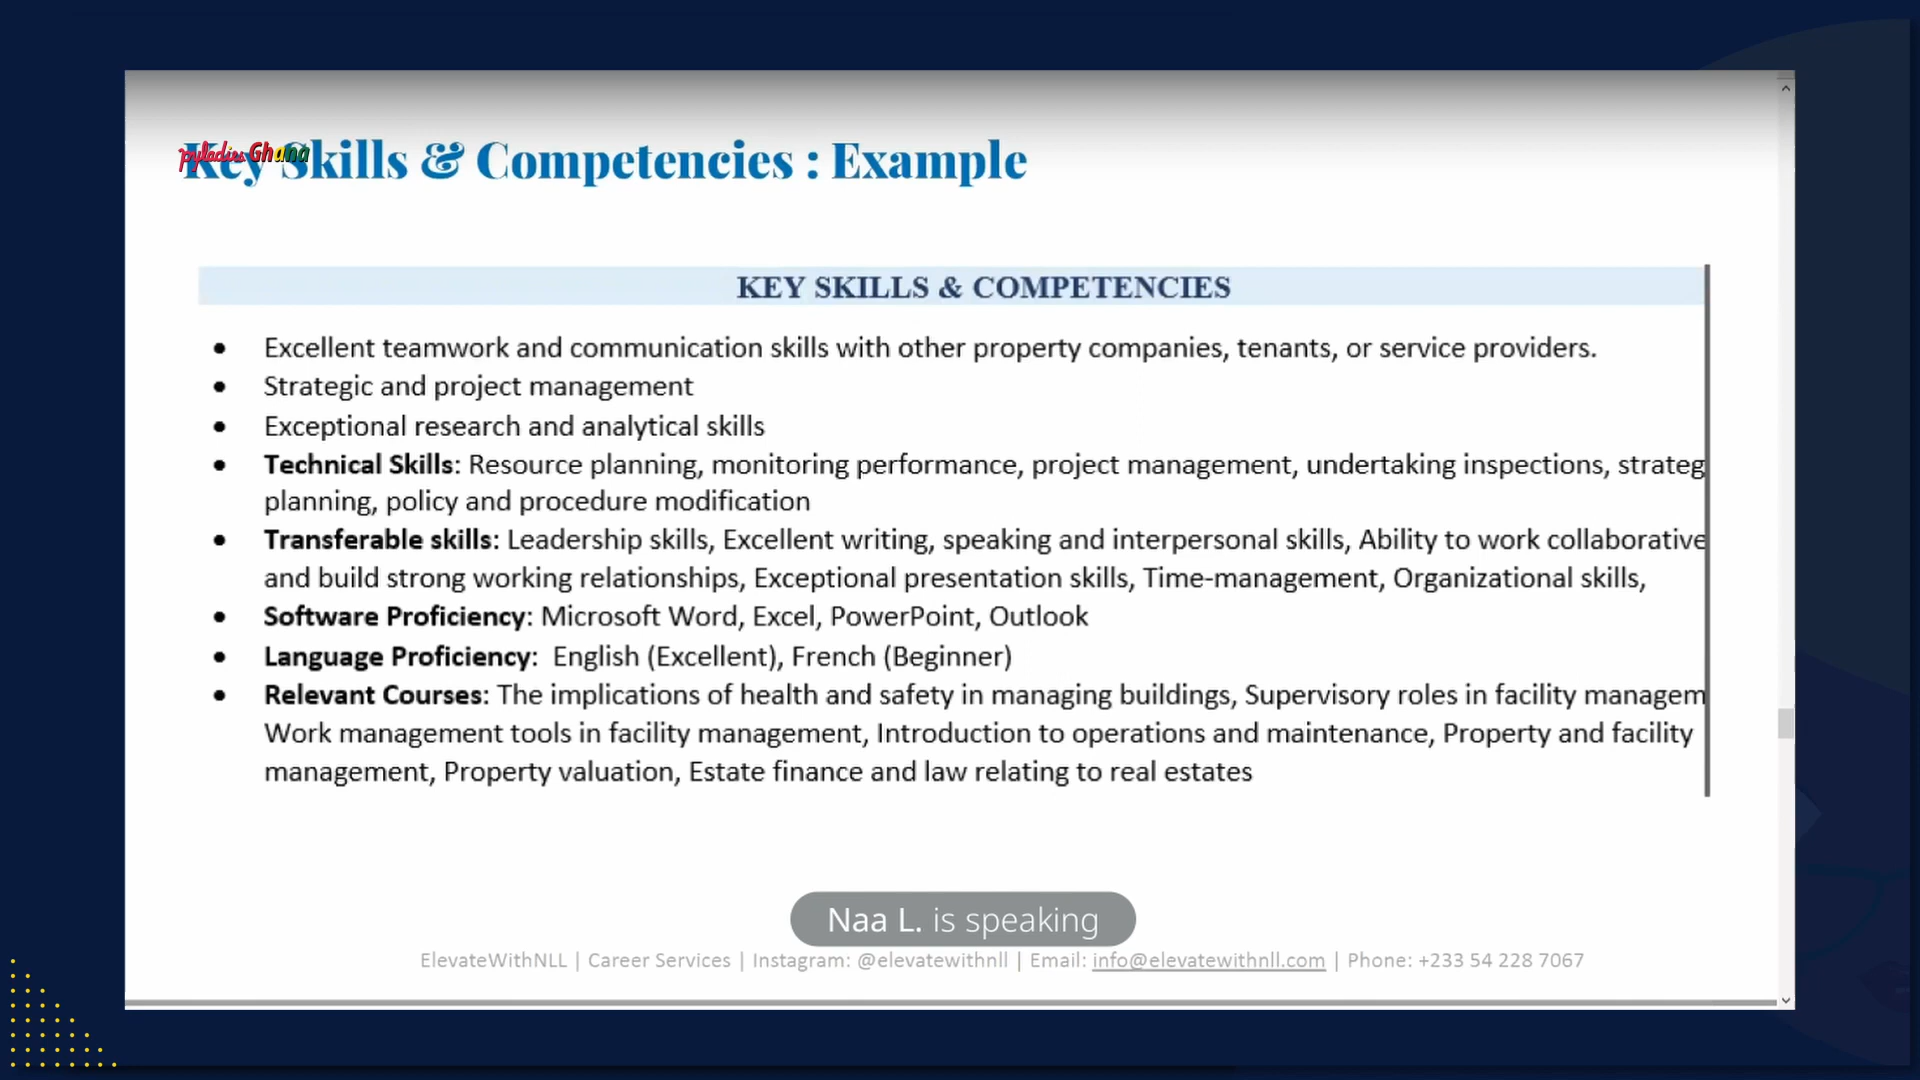 pyladies Ghana
Key Skills & Competencies : Example
KEY SKILLS & COMPETENCIES
• Excellent teamwork and communication skills with other property companies, tenants, or service providers.
• Strategic and project management
• Exceptional research and analytical skills
• Technical Skills: Resource planning, monitoring performance, project management, undertaking inspections, strateg
planning, policy and procedure modification
• Transferable skills: Leadership skills, Excellent writing, speaking and interpersonal skills, Ability to work collaborative
and build strong working relationships, Exceptional presentation skills, Time-management, Organizational skills,
• Software Proficiency: Microsoft Word, Excel, PowerPoint, Outlook
• Language Proficiency: English (Excellent), French (Beginner)
• Relevant Courses: The implications of health and safety in managing buildings, Supervisory roles in facility managem
Work management tools in facility management, Introduction to operations and maintenance, Property and facility
management, Property valuation, Estate finance and law relating to real estates
Naa L. is speaking
ElevateWithNLL | Career Services | Instagram: @elevatewithnll | Email: info@elevatewithnll.com | Phone: +233 54 228 7067